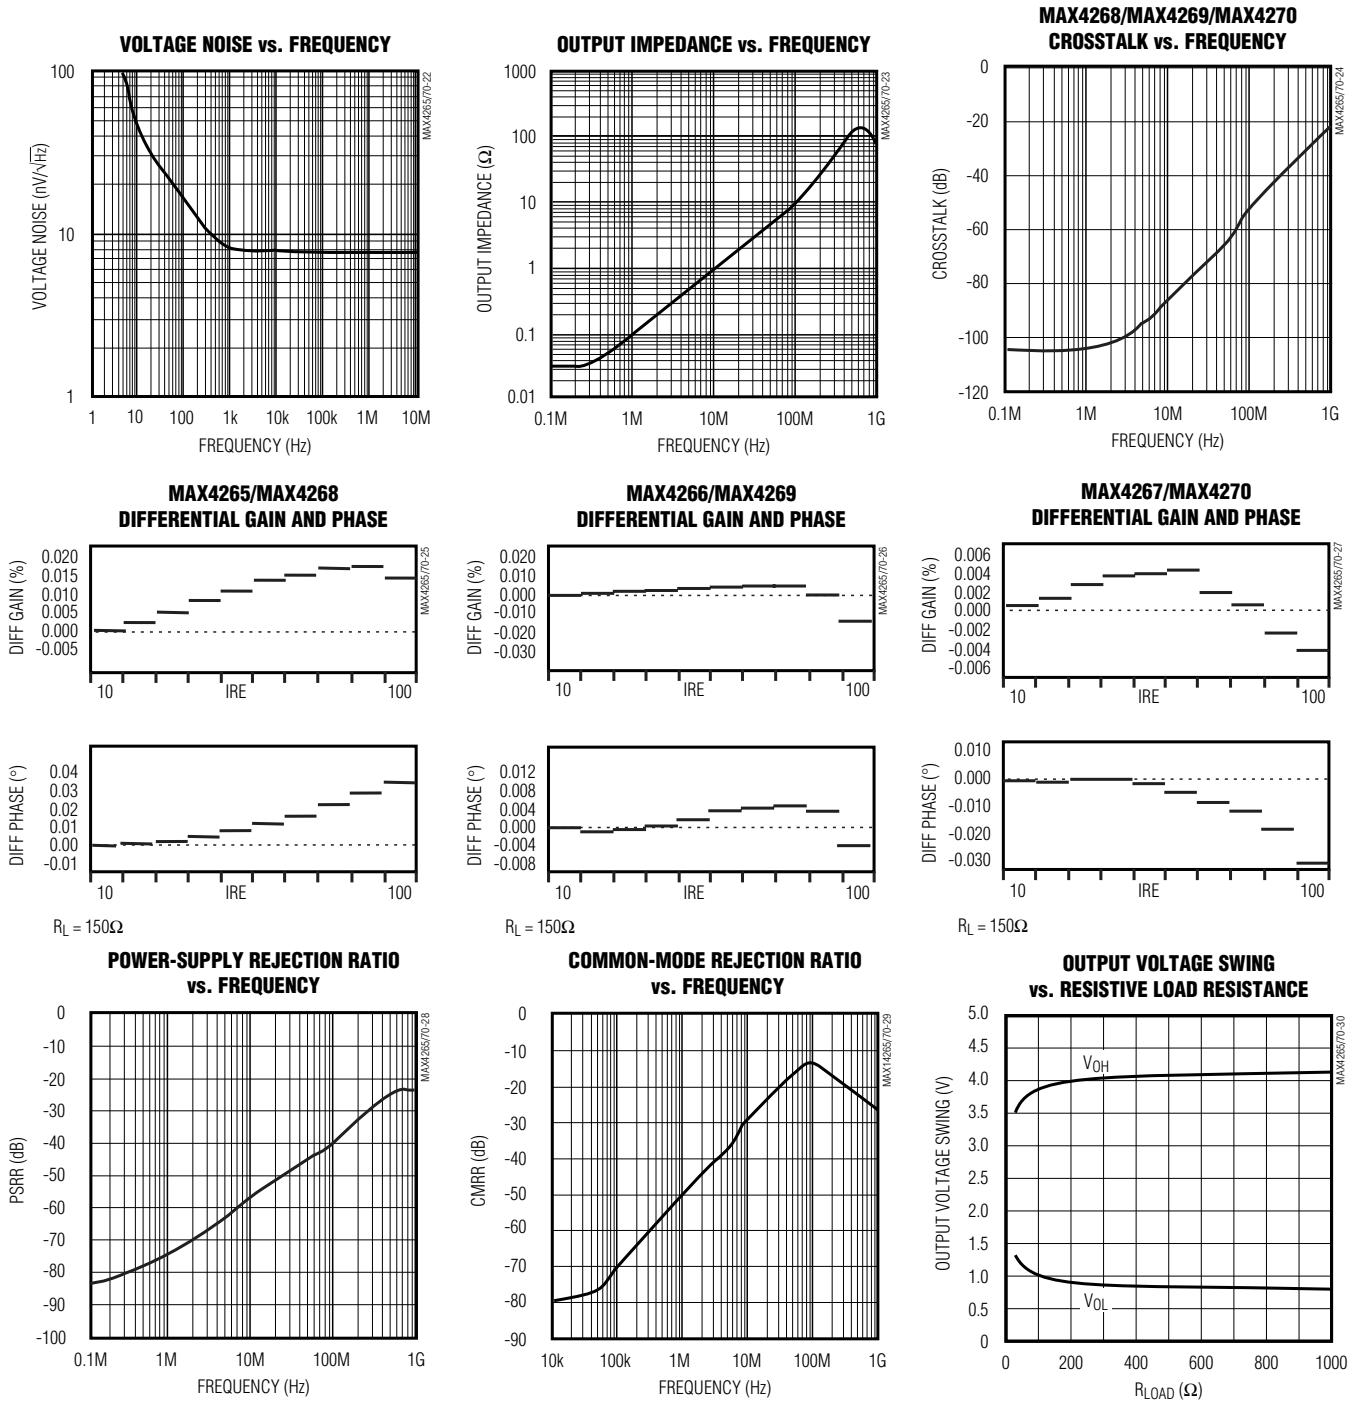 VOLTAGE NOISE vs. FREQUENCY
MAX4265/70-22
VOLTAGE NOISE (nV/√Hz)
100
10
1
1 10 100 1k 10k 100k 1M 10M
FREQUENCY (Hz)
OUTPUT IMPEDANCE vs. FREQUENCY
MAX4265/70-23
OUTPUT IMPEDANCE (Ω)
1000
100
10
1
0.1
0.01
0.1M 1M 10M 100M 1G
FREQUENCY (Hz)
MAX4268/MAX4269/MAX4270
CROSSTALK vs. FREQUENCY
MAX4265/70-24
CROSSTALK (dB)
0
-20
-40
-60
-80
-100
-120
0.1M 1M 10M 100M 1G
FREQUENCY (Hz)
MAX4265/MAX4268
DIFFERENTIAL GAIN AND PHASE
MAX4265/70-25
DIFF GAIN (%)
0.020
0.015
0.010
0.005
0.000
-0.005
10 IRE 100
DIFF PHASE (°)
0.04
0.03
0.02
0.01
0.00
-0.01
10 IRE 100
RL = 150Ω
MAX4266/MAX4269
DIFFERENTIAL GAIN AND PHASE
MAX4265/70-26
DIFF GAIN (%)
0.020
0.010
0.000
-0.010
-0.020
-0.030
10 IRE 100
DIFF PHASE (°)
0.012
0.008
0.004
0.000
-0.004
-0.008
10 IRE 100
RL = 150Ω
MAX4267/MAX4270
DIFFERENTIAL GAIN AND PHASE
MAX4265/70-27
DIFF GAIN (%)
0.006
0.004
0.002
0.000
-0.002
-0.004
-0.006
10 IRE 100
DIFF PHASE (°)
0.010
0.000
-0.010
-0.020
-0.030
10 IRE 100
RL = 150Ω
POWER-SUPPLY REJECTION RATIO
vs. FREQUENCY
MAX4265/70-28
PSRR (dB)
0
-10
-20
-30
-40
-50
-60
-70
-80
-90
-100
0.1M 1M 10M 100M 1G
FREQUENCY (Hz)
COMMON-MODE REJECTION RATIO
vs. FREQUENCY
MAX14265/70-29
CMRR (dB)
0
-10
-20
-30
-40
-50
-60
-70
-80
-90
10k 100k 1M 10M 100M 1G
FREQUENCY (Hz)
OUTPUT VOLTAGE SWING
vs. RESISTIVE LOAD RESISTANCE
MAX4265/70-30
OUTPUT VOLTAGE SWING (V)
5.0
4.5
4.0
3.5
3.0
2.5
2.0
1.5
1.0
0.5
0
VOH
VOL
0 200 400 600 800 1000
RLOAD (Ω)